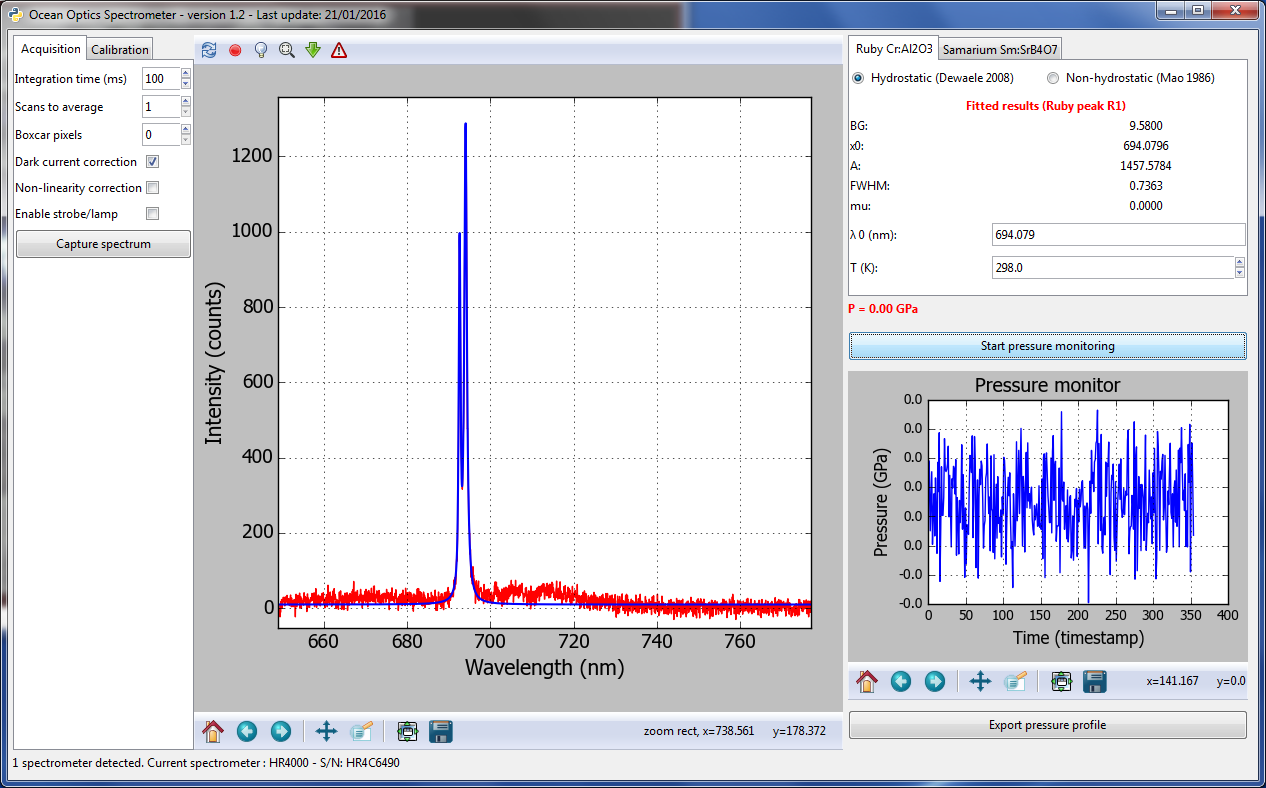 Ocean Optics Spectrometer - version 1.2 - Last update: 21/01/2016
Acquisition Calibration
Integration time (ms) 100
Scans to average 1
Boxcar pixels 0
Dark current correction
Non-linearity correction
Enable strobe/lamp
Capture spectrum
1200
1000
800
600
400
200
0
Intensity (counts)
660 680 700 720 740 760
Wavelength (nm)
zoom rect, x=738.561 y=178.372
Ruby Cr:Al2O3 Samarium Sm:SrB4O7
Hydrostatic (Dewaele 2008) Non-hydrostatic (Mao 1986)
Fitted results (Ruby peak R1)
BG: 9.5800
x0: 694.0796
A: 1457.5784
FWHM: 0.7363
mu: 0.0000
λ 0 (nm): 694.079
T (K): 298.0
P = 0.00 GPa
Start pressure monitoring
Pressure monitor
0.0
0.0
0.0
0.0
0.0
0.0
-0.0
-0.0
Pressure (GPa)
0 50 100 150 200 250 300 350 400
Time (timestamp)
x=141.167 y=0.0
Export pressure profile
1 spectrometer detected. Current spectrometer : HR4000 - S/N: HR4C6490